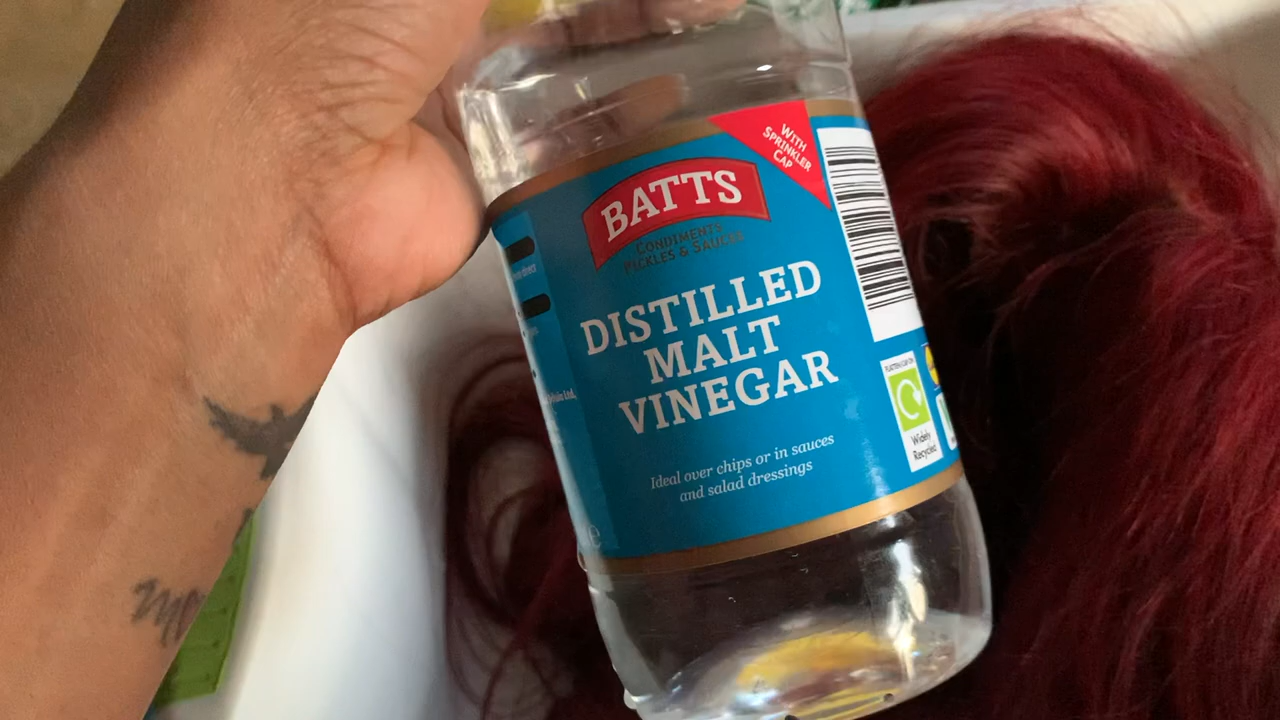 WITH
SPRINKLER
CAP
BATTS
CONDIMENTS
PICKLES & SAUCES
DISTILLED
MALT
VINEGAR
Ideal over chips or in sauces
and salad dressings
Widely
Recycled
Ltd,